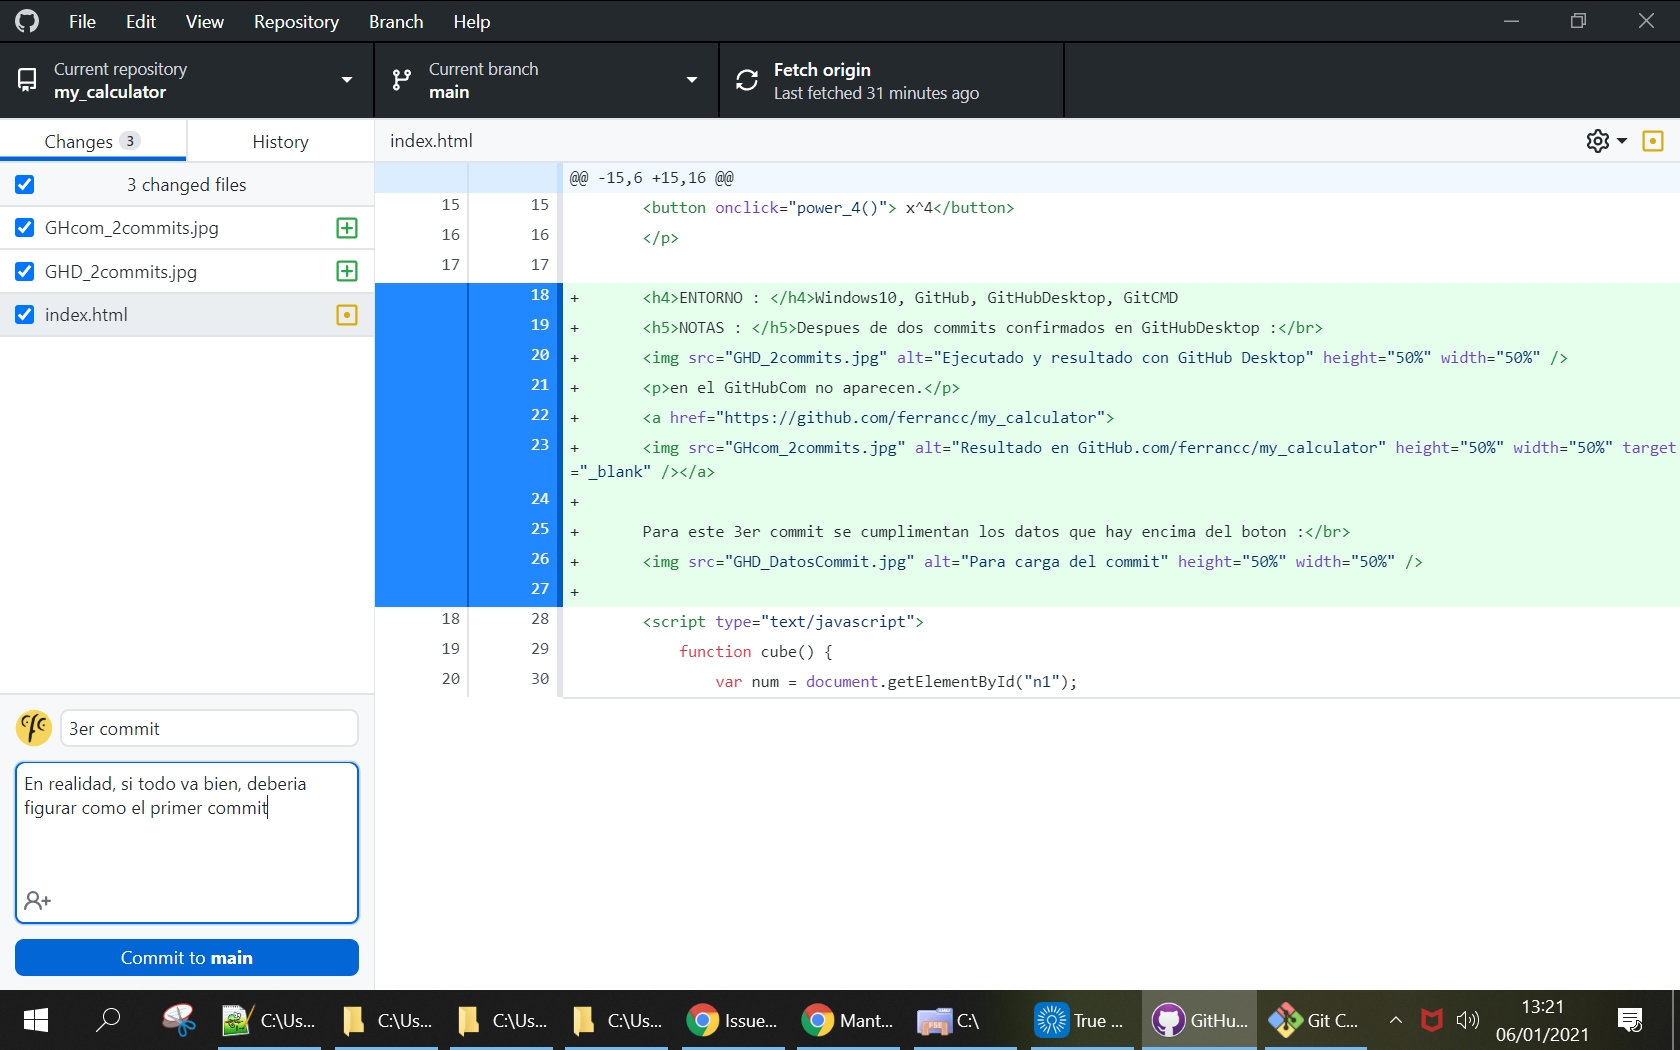 File Edit View Repository Branch Help
Current repository
my_calculator
Current branch
main
Fetch origin
Last fetched 31 minutes ago
Changes 3
History
index.html
3 changed files
GHcom_2commits.jpg
GHD_2commits.jpg
index.html
@@ -15,6 +15,16 @@
15 15 <button onclick="power_4()"> x^4</button>
16 16 </p>
17 17
18 + <h4>ENTORNO : </h4>Windows10, GitHub, GitHubDesktop, GitCMD
19 + <h5>NOTAS : </h5>Despues de dos commits confirmados en GitHubDesktop :</br>
20 + <img src="GHD_2commits.jpg" alt="Ejecutado y resultado con GitHub Desktop" height="50%" width="50%" />
21 + <p>en el GitHubCom no aparecen.</p>
22 + <a href="https://github.com/ferrancc/my_calculator">
23 + <img src="GHcom_2commits.jpg" alt="Resultado en GitHub.com/ferrancc/my_calculator" height="50%" width="50%" target
="_blank" /></a>
24 +
25 + Para este 3er commit se cumplimentan los datos que hay encima del boton :</br>
26 + <img src="GHD_DatosCommit.jpg" alt="Para carga del commit" height="50%" width="50%" />
27 +
18 28 <script type="text/javascript">
19 29 function cube() {
20 30 var num = document.getElementById("n1");
3er commit
En realidad, si todo va bien, deberia
figurar como el primer commit
Commit to main
C:\Us... C:\Us... C:\Us... C:\Us... Issue... Mant... C:\ True ... GitHu... Git C...
13:21
06/01/2021